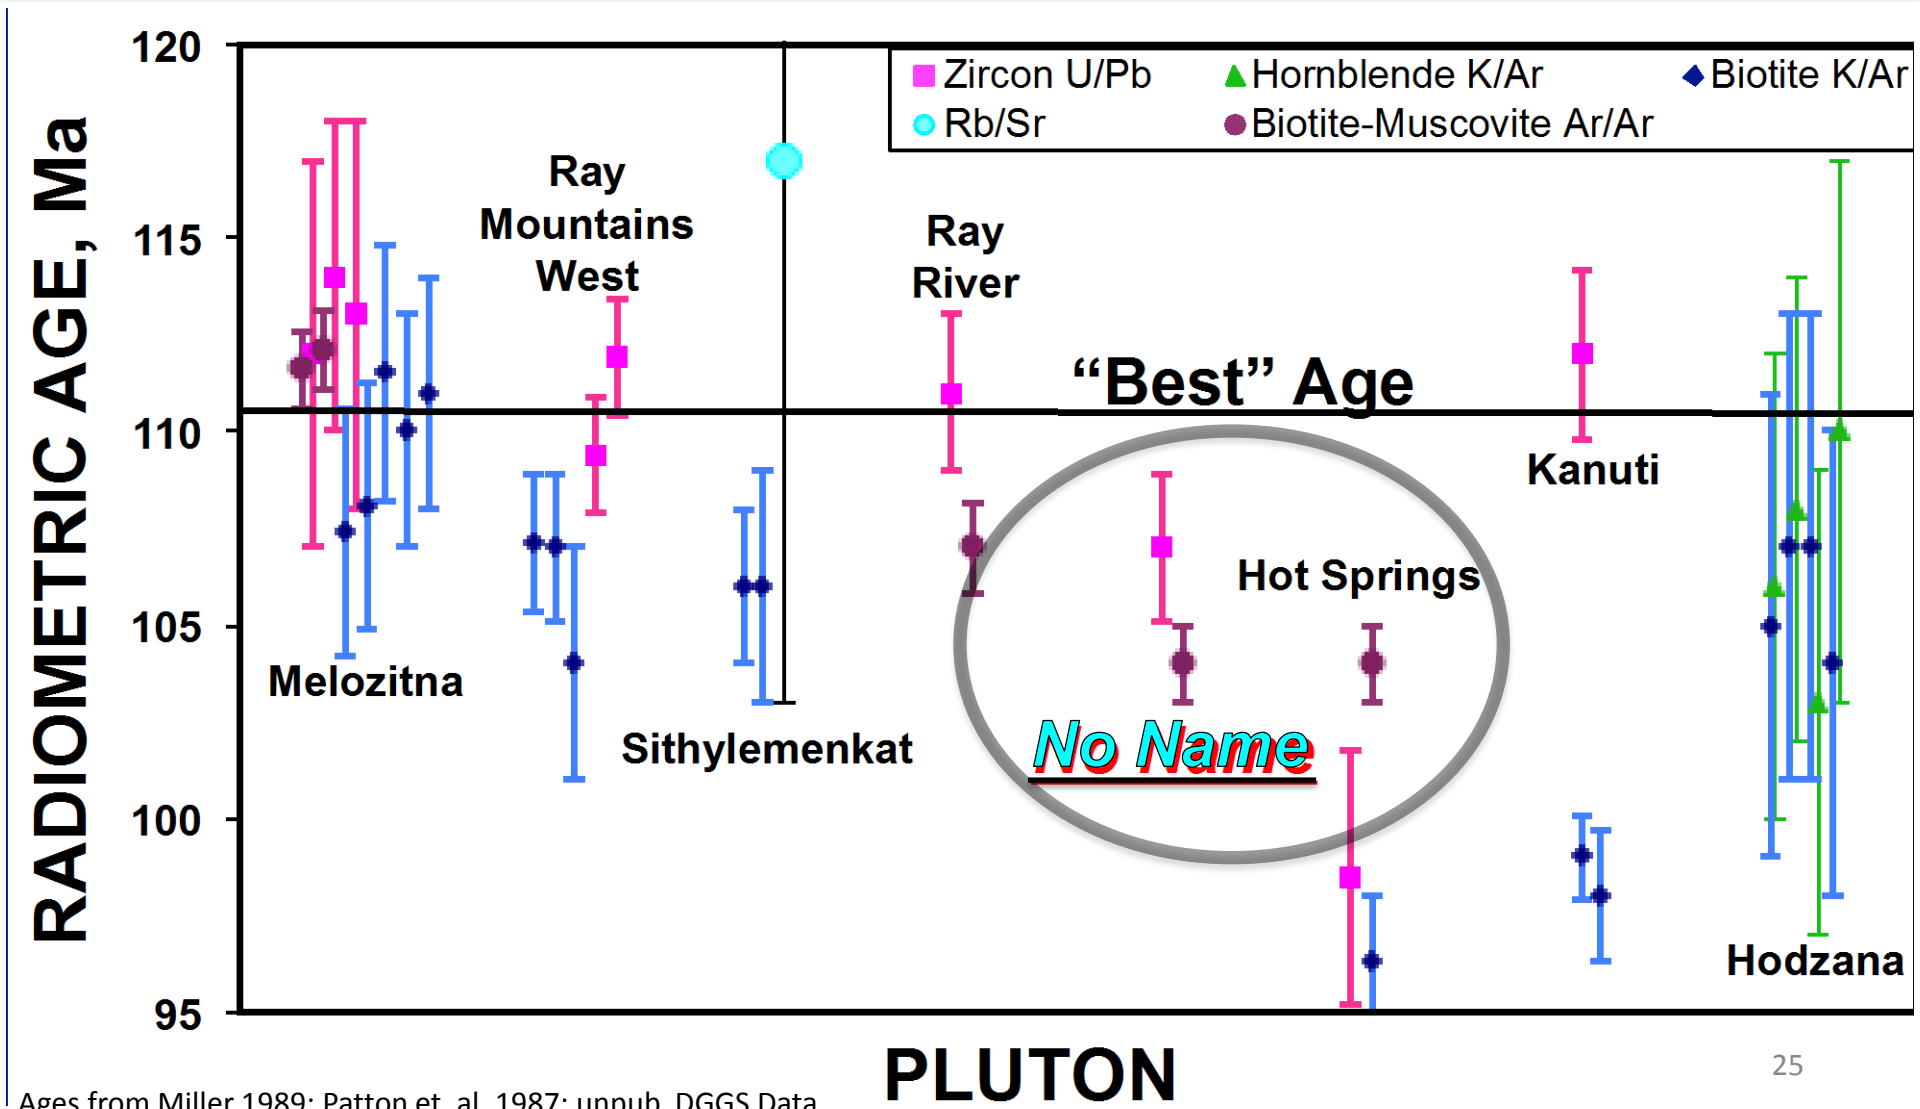 120
115
110
105
100
95
RADIOMETRIC AGE, Ma
Zircon U/Pb
Hornblende K/Ar
Biotite K/Ar
Rb/Sr
Biotite-Muscovite Ar/Ar
Ray
Mountains
West
Ray
River
“Best” Age
Kanuti
Hot Springs
Melozitna
Sithylemenkat
No Name
Hodzana
PLUTON
25
Ages from Miller 1989; Patton et. al. 1987; unpub. DGGS Data